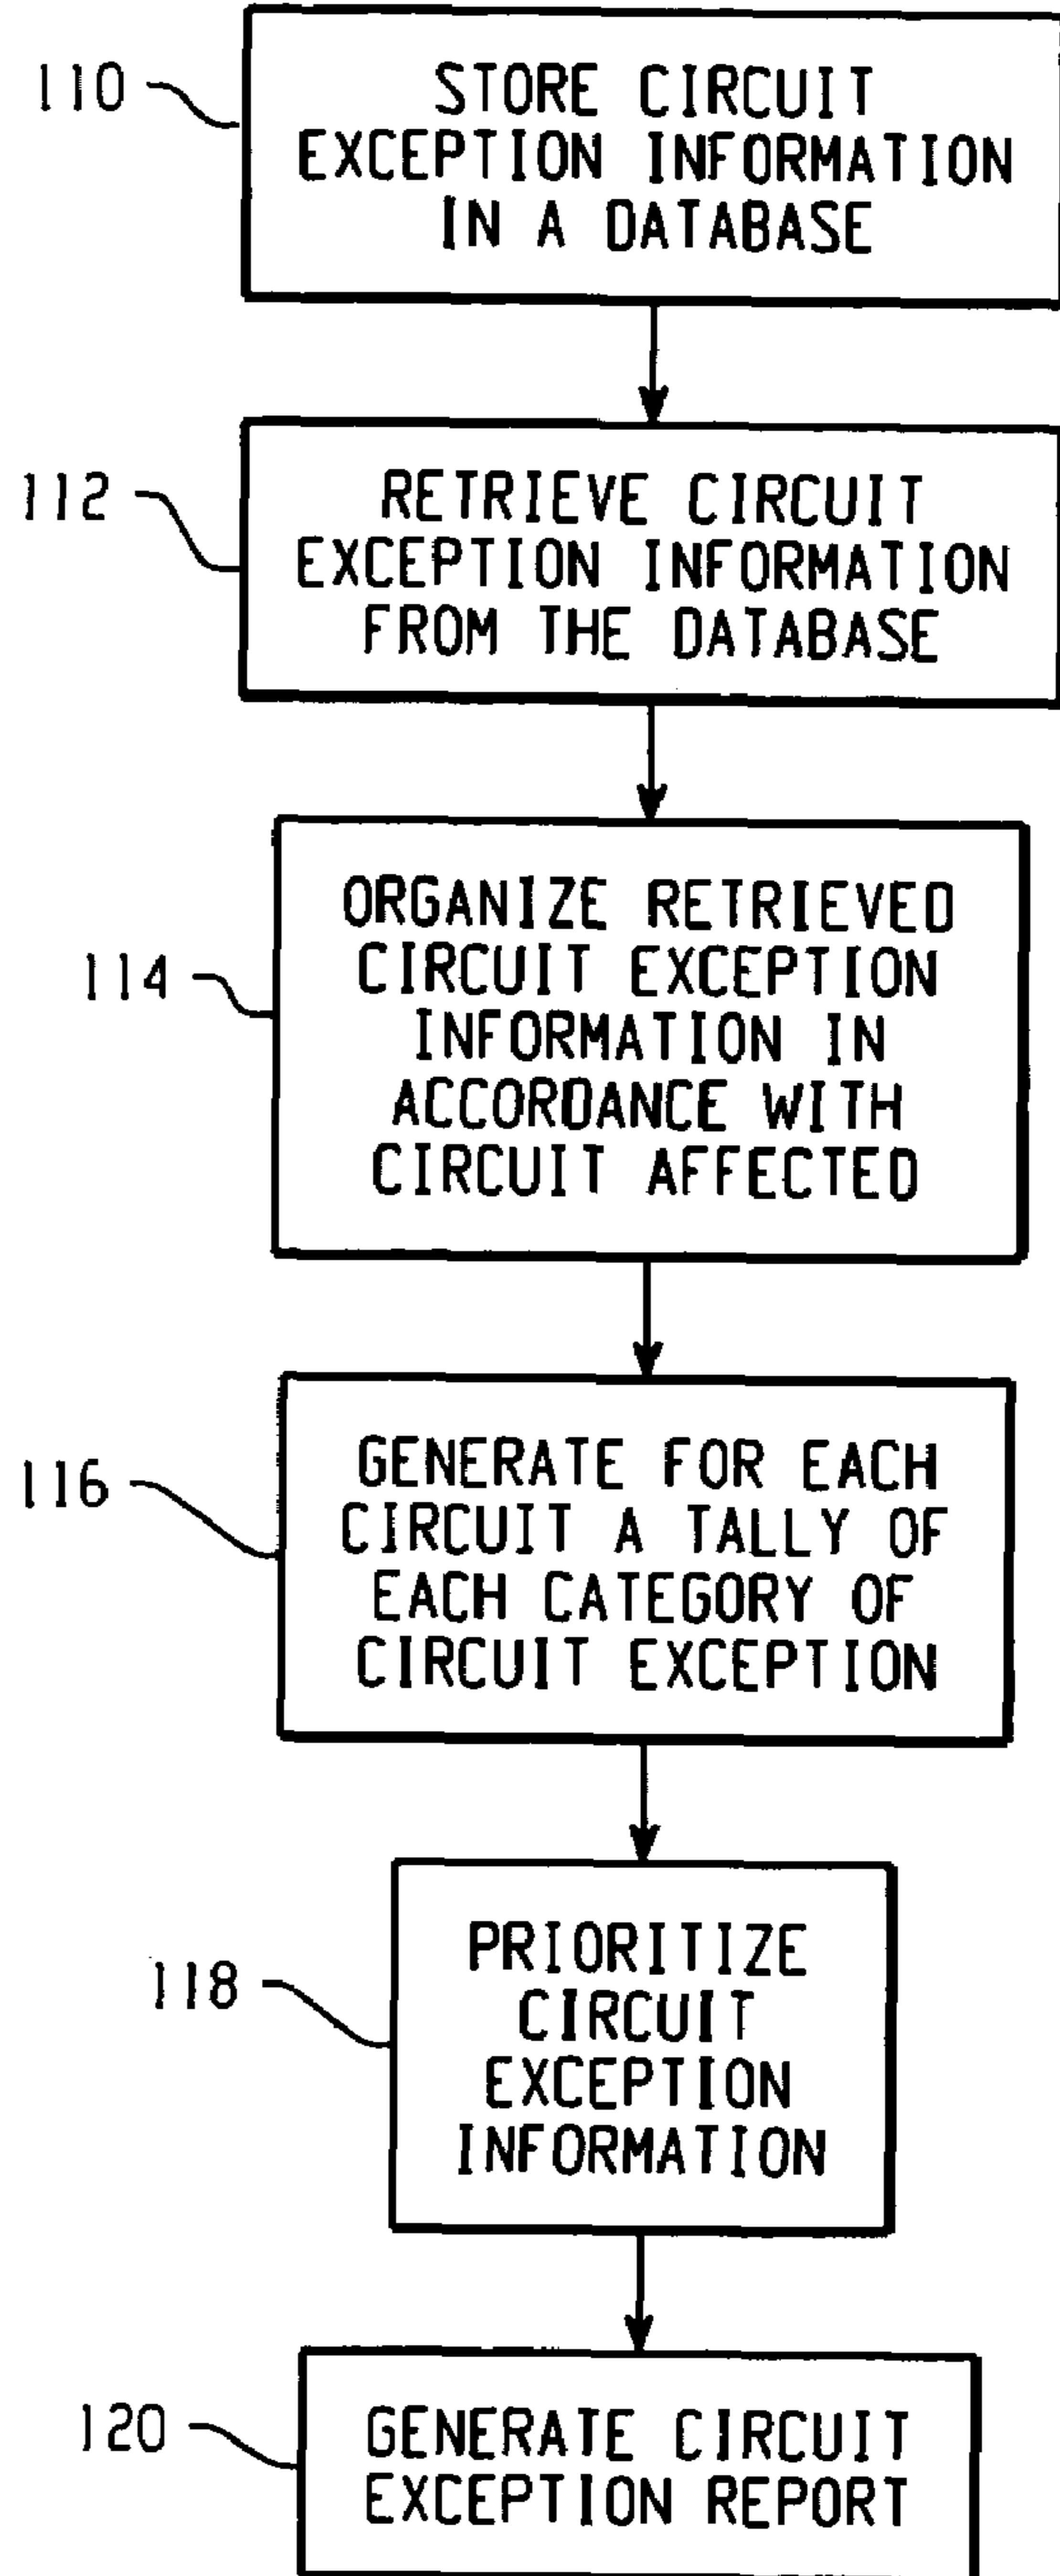 110
STORE CIRCUIT
EXCEPTION INFORMATION
IN A DATABASE
112
RETRIEVE CIRCUIT
EXCEPTION INFORMATION
FROM THE DATABASE
114
ORGANIZE RETRIEVED
CIRCUIT EXCEPTION
INFORMATION IN
ACCORDANCE WITH
CIRCUIT AFFECTED
116
GENERATE FOR EACH
CIRCUIT A TALLY OF
EACH CATEGORY OF
CIRCUIT EXCEPTION
118
PRIORITIZE
CIRCUIT
EXCEPTION
INFORMATION
120
GENERATE CIRCUIT
EXCEPTION REPORT